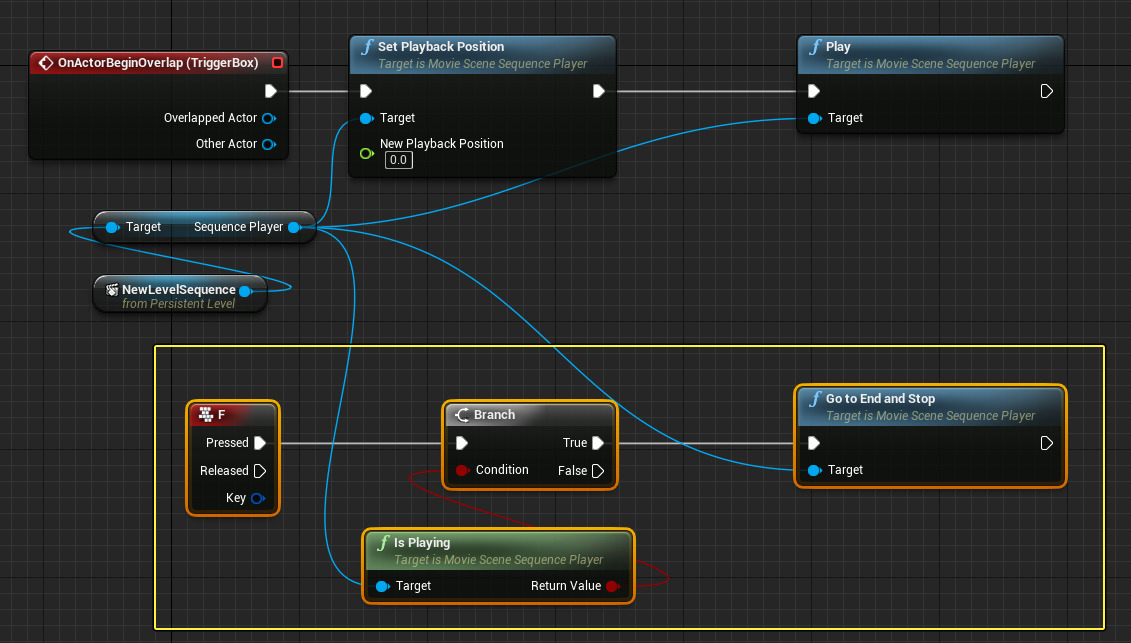 OnActorBeginOverlap (TriggerBox)
Overlapped Actor
Other Actor
Set Playback Position
Target is Movie Scene Sequence Player
Target
New Playback Position
0.0
Play
Target is Movie Scene Sequence Player
Target
Target Sequence Player
NewLevelSequence
from Persistent Level
F
Pressed
Released
Key
Branch
True
Condition False
Go to End and Stop
Target is Movie Scene Sequence Player
Target
Is Playing
Target is Movie Scene Sequence Player
Target Return Value